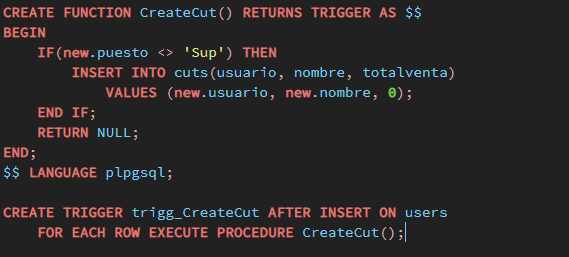 CREATE FUNCTION CreateCut() RETURNS TRIGGER AS $$
BEGIN
    IF(new.puesto <> 'Sup') THEN
        INSERT INTO cuts(usuario, nombre, totalventa)
            VALUES (new.usuario, new.nombre, 0);
    END IF;
    RETURN NULL;
END;
$$ LANGUAGE plpgsql;

CREATE TRIGGER trigg_CreateCut AFTER INSERT ON users
    FOR EACH ROW EXECUTE PROCEDURE CreateCut();